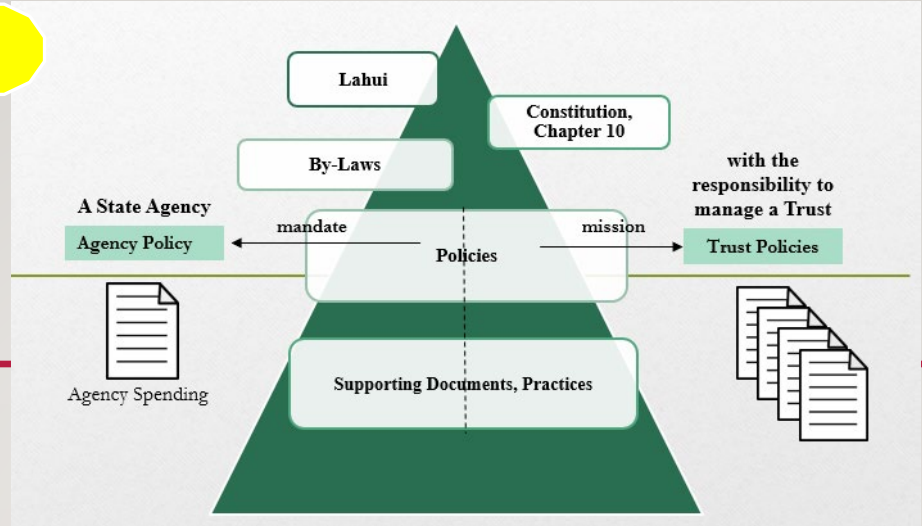 Lahui
Constitution,
Chapter 10
By-Laws
with the
responsibility to
manage a Trust
A State Agency
mandate
mission
Agency Policy
Policies
Trust Policies
Supporting Documents, Practices
Agency Spending